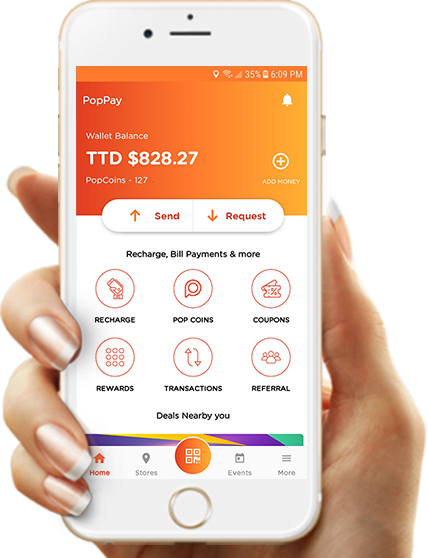 35% 6:09 PM
PopPay
Wallet Balance
TTD $828.27
PopCoins - 127
ADD MONEY
Send Request
Recharge, Bill Payments & more
RECHARGE POP COINS COUPONS
REWARDS TRANSACTIONS REFERRAL
Deals Nearby you
Home Stores Events More